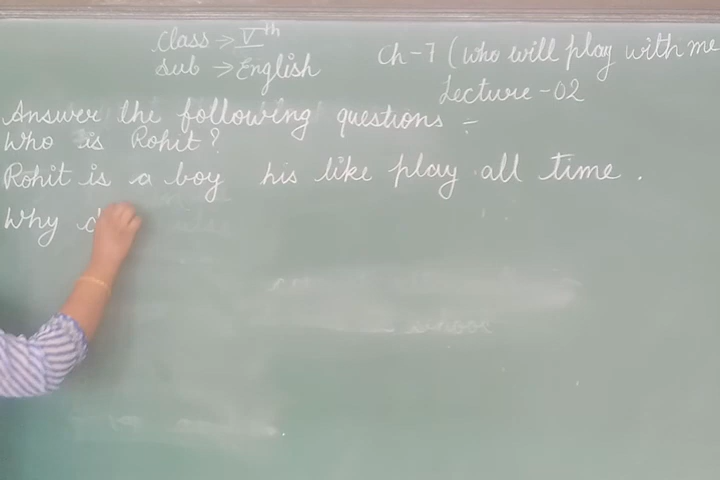 Class → Vth
Sub → English
Ch-7 (Who will play with me
Lecture-02
Answer the following questions :-
Who is Rohit?
Rohit is a boy his like play all time.
Why